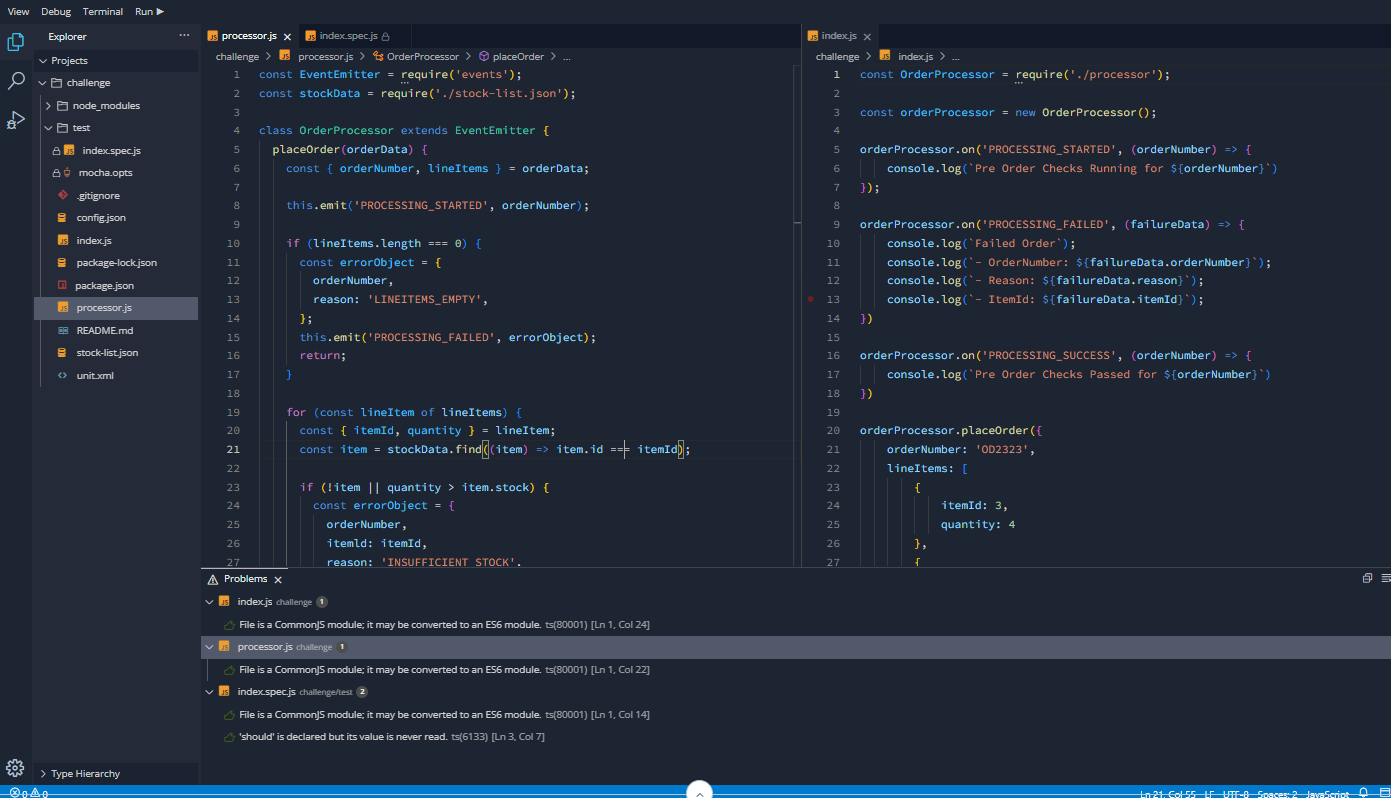 View Debug Terminal Run
Explorer ...
Projects
challenge
node_modules
test
index.spec.js
mocha.opts
.gitignore
config.json
index.js
package-lock.json
package.json
processor.js
README.md
stock-list.json
unit.xml
Type Hierarchy
processor.js index.spec.js
challenge processor.js OrderProcessor placeOrder ...
1 const EventEmitter = require('events');
2 const stockData = require('./stock-list.json');
3
4 class OrderProcessor extends EventEmitter {
5 placeOrder(orderData) {
6 const { orderNumber, lineItems } = orderData;
7
8 this.emit('PROCESSING_STARTED', orderNumber);
9
10 if (lineItems.length === 0) {
11 const errorObject = {
12 orderNumber,
13 reason: 'LINEITEMS_EMPTY',
14 };
15 this.emit('PROCESSING_FAILED', errorObject);
16 return;
17 }
18
19 for (const lineItem of lineItems) {
20 const { itemId, quantity } = lineItem;
21 const item = stockData.find((item) => item.id === itemId);
22
23 if (!item || quantity > item.stock) {
24 const errorObject = {
25 orderNumber,
26 itemld: itemId,
27 reason: 'INSUFFICIENT_STOCK',
index.js
challenge index.js ...
1 const OrderProcessor = require('./processor');
2
3 const orderProcessor = new OrderProcessor();
4
5 orderProcessor.on('PROCESSING_STARTED', (orderNumber) => {
6 console.log(`Pre Order Checks Running for ${orderNumber}`)
7 });
8
9 orderProcessor.on('PROCESSING_FAILED', (failureData) => {
10 console.log(`Failed Order`);
11 console.log(`- OrderNumber: ${failureData.orderNumber}`);
12 console.log(`- Reason: ${failureData.reason}`);
13 console.log(`- ItemId: ${failureData.itemId}`);
14 })
15
16 orderProcessor.on('PROCESSING_SUCCESS', (orderNumber) => {
17 console.log(`Pre Order Checks Passed for ${orderNumber}`)
18 })
19
20 orderProcessor.placeOrder({
21 orderNumber: 'OD2323',
22 lineItems: [
23 {
24 itemId: 3,
25 quantity: 4
26 },
27 {
Problems
index.js challenge 1
File is a CommonJS module; it may be converted to an ES6 module. ts(80001) [Ln 1, Col 24]
processor.js challenge 1
File is a CommonJS module; it may be converted to an ES6 module. ts(80001) [Ln 1, Col 22]
index.spec.js challenge/test 2
File is a CommonJS module; it may be converted to an ES6 module. ts(80001) [Ln 1, Col 14]
'should' is declared but its value is never read. ts(6133) [Ln 3, Col 7]
0 0 Ln 21, Col 55 LF UTF-8 Spaces: 2 JavaScript